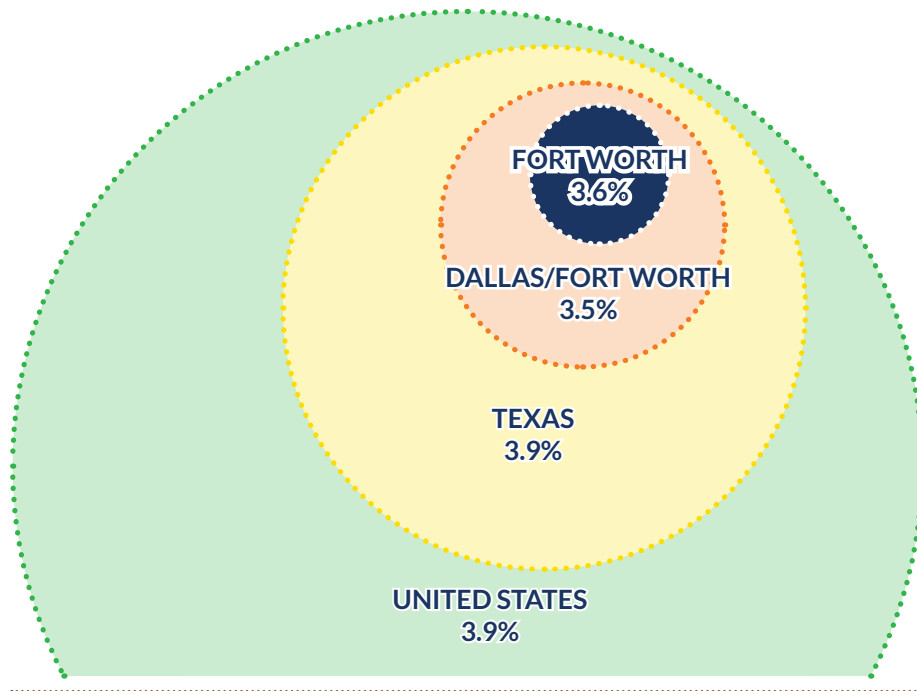 FORT WORTH
3.6%
DALLAS/FORT WORTH
3.5%
TEXAS
3.9%
UNITED STATES
3.9%